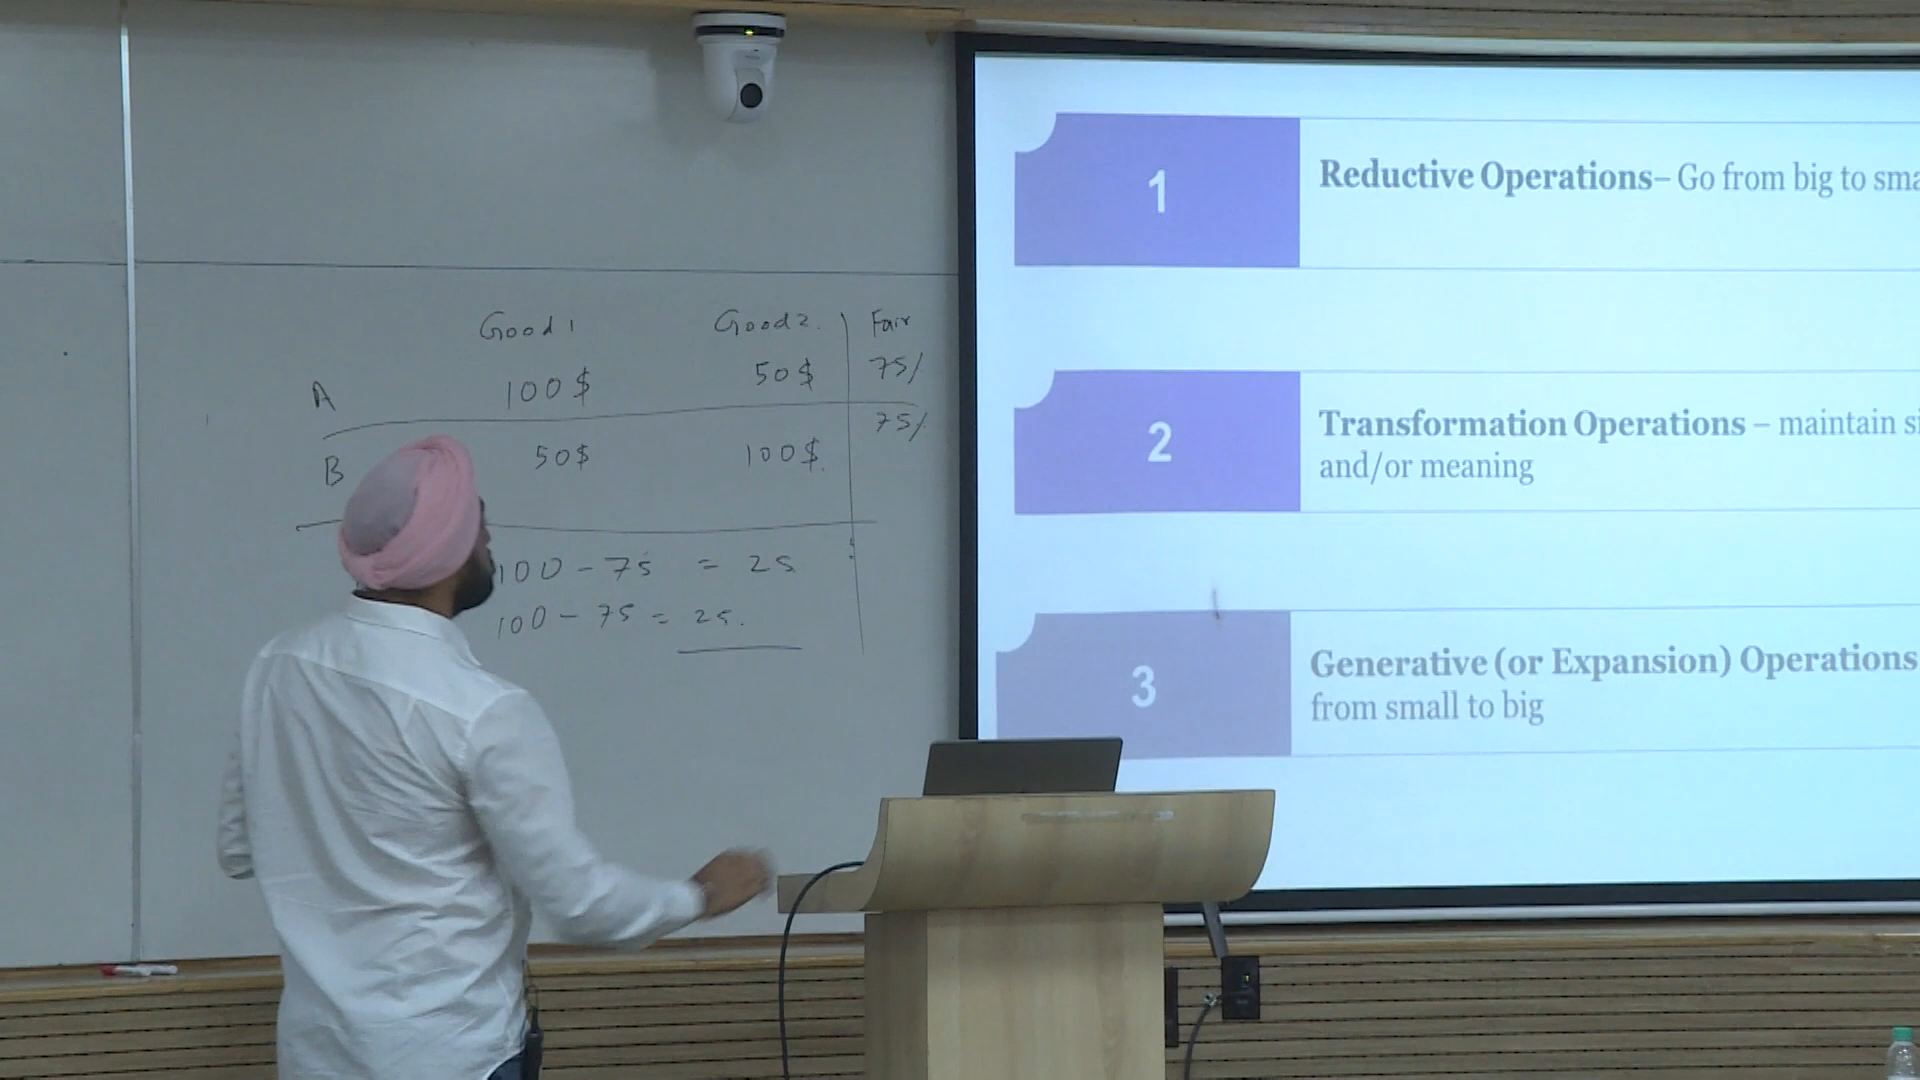 Good 1 Good 2. Fair
A 100$ 50$ 75/
75/
B 50$ 100$.
100 - 75 = 25
100 - 75 = 25.
1
Reductive Operations– Go from big to
2
Transformation Operations – maintain
and/or meaning
3
Generative (or Expansion) Operations
from small to big